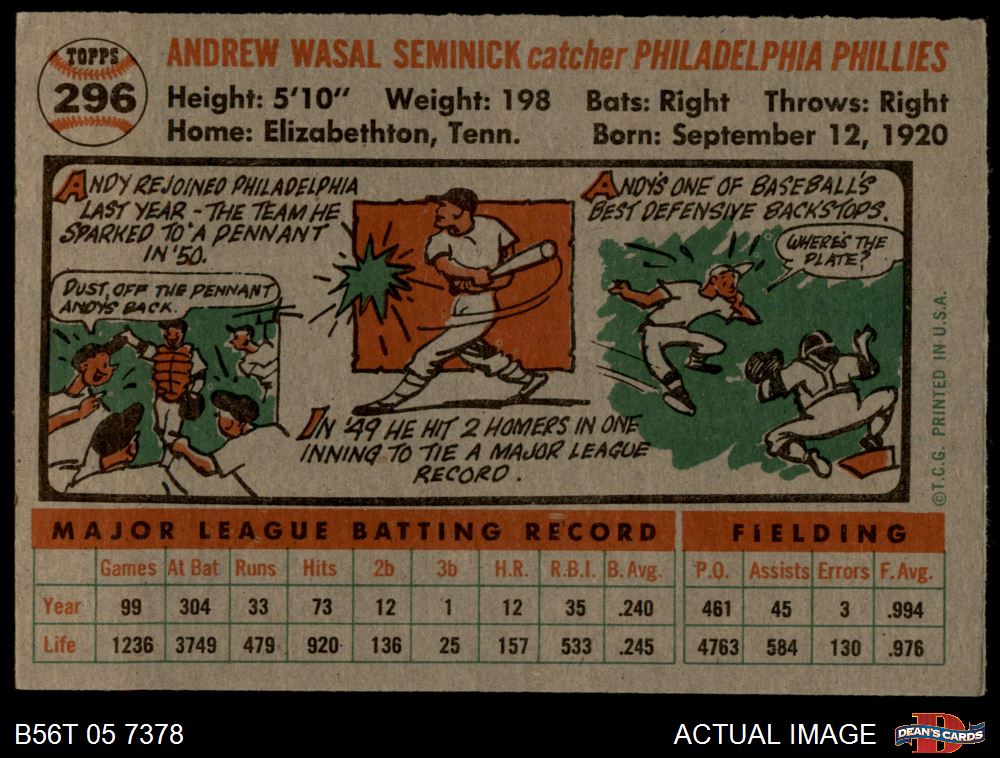 TOPPS
296
ANDREW WASAL SEMINICK catcher PHILADELPHIA PHILLIES
Height: 5'10" Weight: 198 Bats: Right Throws: Right
Home: Elizabethton, Tenn. Born: September 12, 1920
ANDY REJOINED PHILADELPHIA
LAST YEAR - THE TEAM HE
SPARKED TO A PENNANT
IN '50.
DUST OFF THE PENNANT
ANDY'S BACK.
IN '49 HE HIT 2 HOMERS IN ONE
INNING TO TIE A MAJOR LEAGUE
RECORD.
ANDY'S ONE OF BASEBALL'S
BEST DEFENSIVE BACKSTOPS.
WHERE'S THE
PLATE?
©T.C.G. PRINTED IN U.S.A.
MAJOR LEAGUE BATTING RECORD FIELDING
Games At Bat Runs Hits 2b 3b H.R. R.B.I. B. Avg. P.O. Assists Errors F. Avg.
Year 99 304 33 73 12 1 12 35 .240 461 45 3 .994
Life 1236 3749 479 920 136 25 157 533 .245 4763 584 130 .976
B56T 05 7378 ACTUAL IMAGE
DEAN'S CARDS